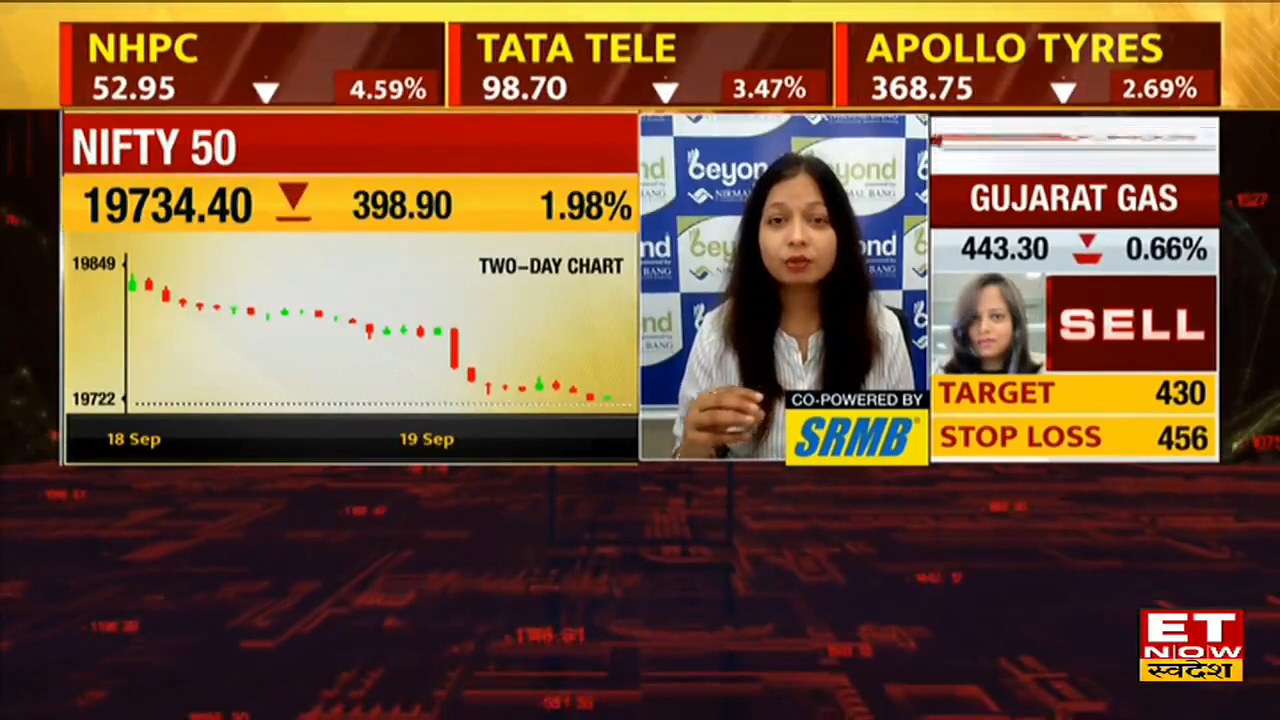 NHPC
52.95 4.59%
TATA TELE
98.70 3.47%
APOLLO TYRES
368.75 2.69%
NIFTY 50
19734.40 398.90 1.98%
TWO-DAY CHART
19849
19722
18 Sep 19 Sep
beyond
beyond
CO-POWERED BY
SRMB
GUJARAT GAS
443.30 0.66%
SELL
TARGET 430
STOP LOSS 456
1527
ET
NOW
स्वदेश